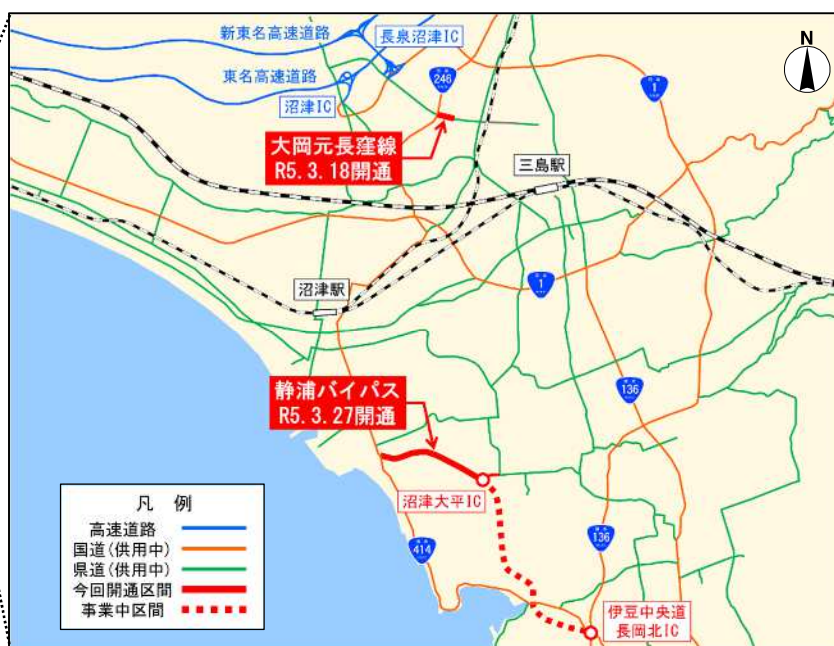 新東名高速道路
長泉沼津IC
N
東名高速道路
246
1
沼津IC
大岡元長窪線
R5.3.18開通
三島駅
沼津駅
1
静浦バイパス
R5.3.27開通
136
沼津大平IC
凡 例
高速道路
国道(供用中)
県道(供用中)
今回開通区間
事業中区間
414
136
伊豆中央道
長岡北IC